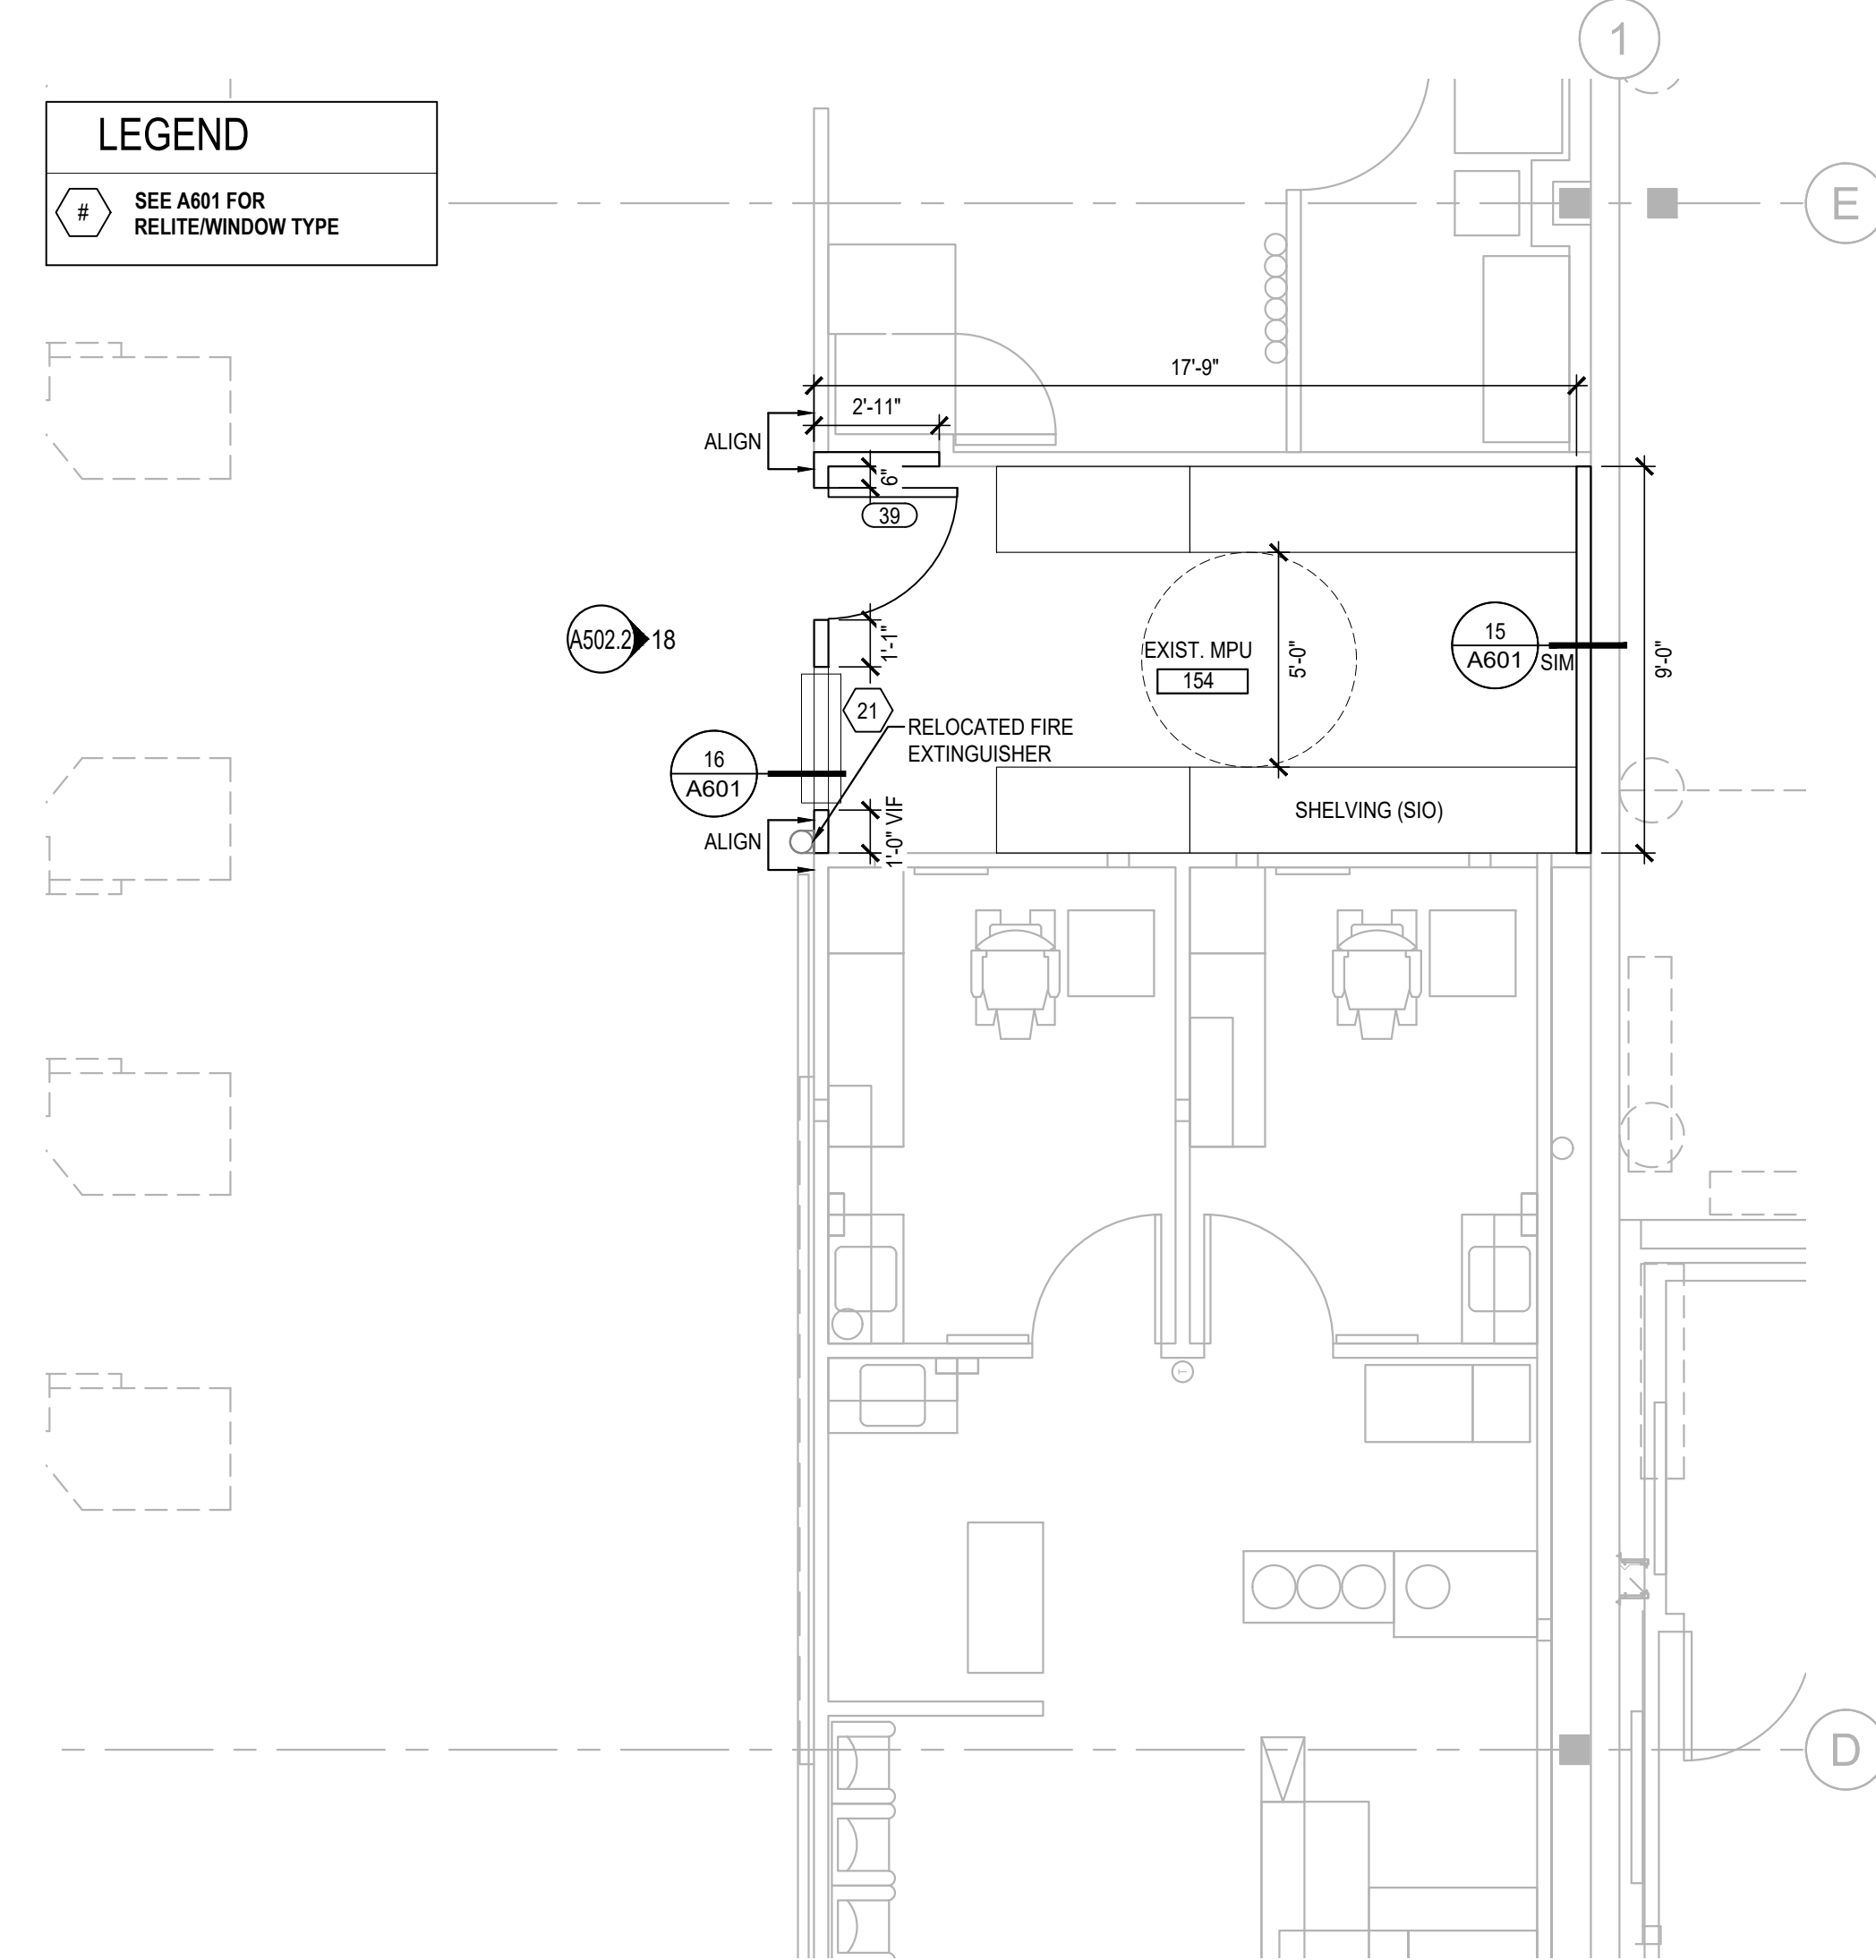 1
LEGEND
#
SEE A601 FOR
RELITE/WINDOW TYPE
E
17'-9"
2'-11"
ALIGN
6"
39
A502.2
18
1'-1"
EXIST. MPU
154
5'-0"
15
A601
SIM
9'-0"
21
RELOCATED FIRE
EXTINGUISHER
16
A601
SHELVING (SIO)
ALIGN
1'-0" VIF
T
D